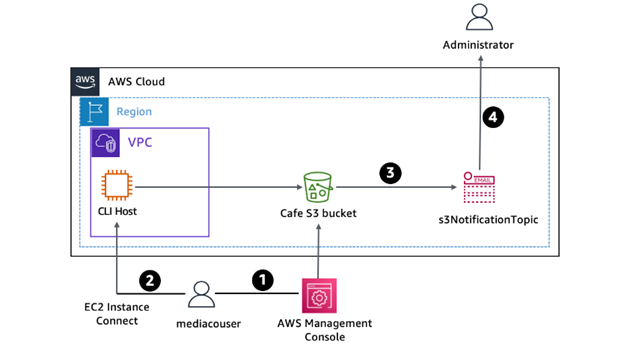 Administrator
aws
AWS Cloud
Region
4
VPC
3
EMAIL
CLI Host
Cafe S3 bucket
s3NotificationTopic
2
1
EC2 Instance
Connect
mediacouser
AWS Management
Console